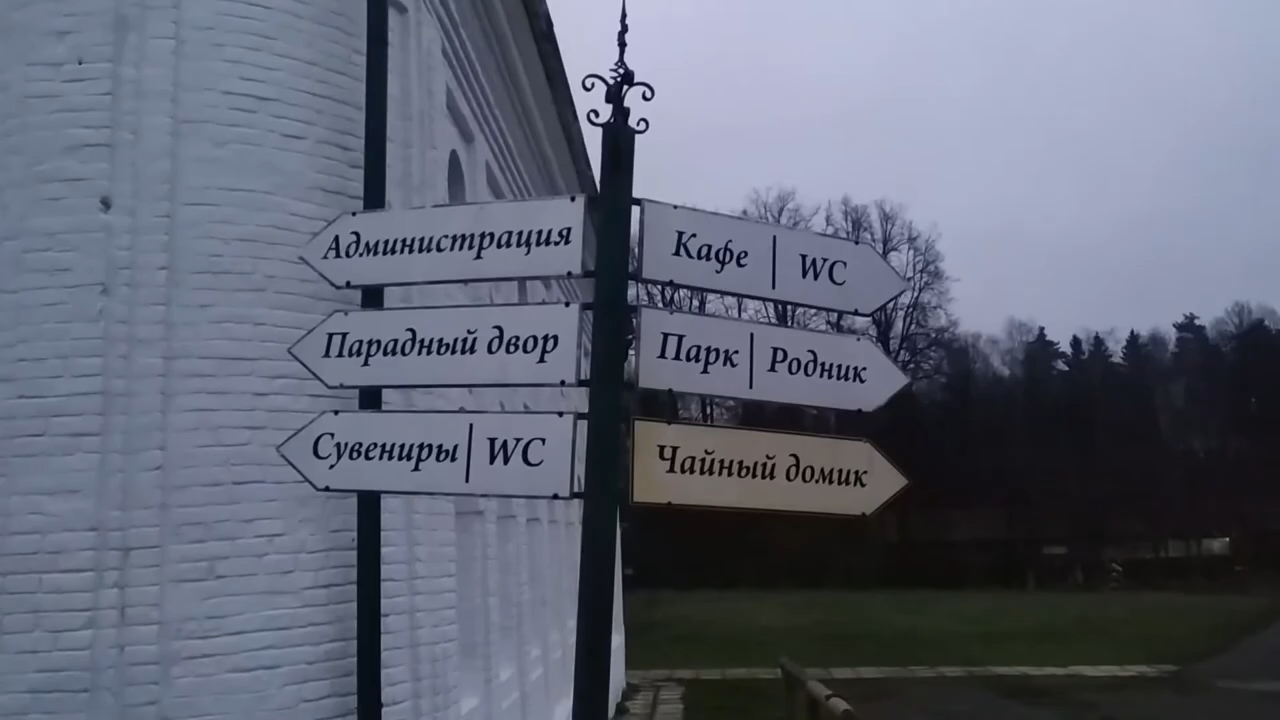 Администрация
Парадный двор
Сувениры | WC
Кафе | WC
Парк | Родник
Чайный домик